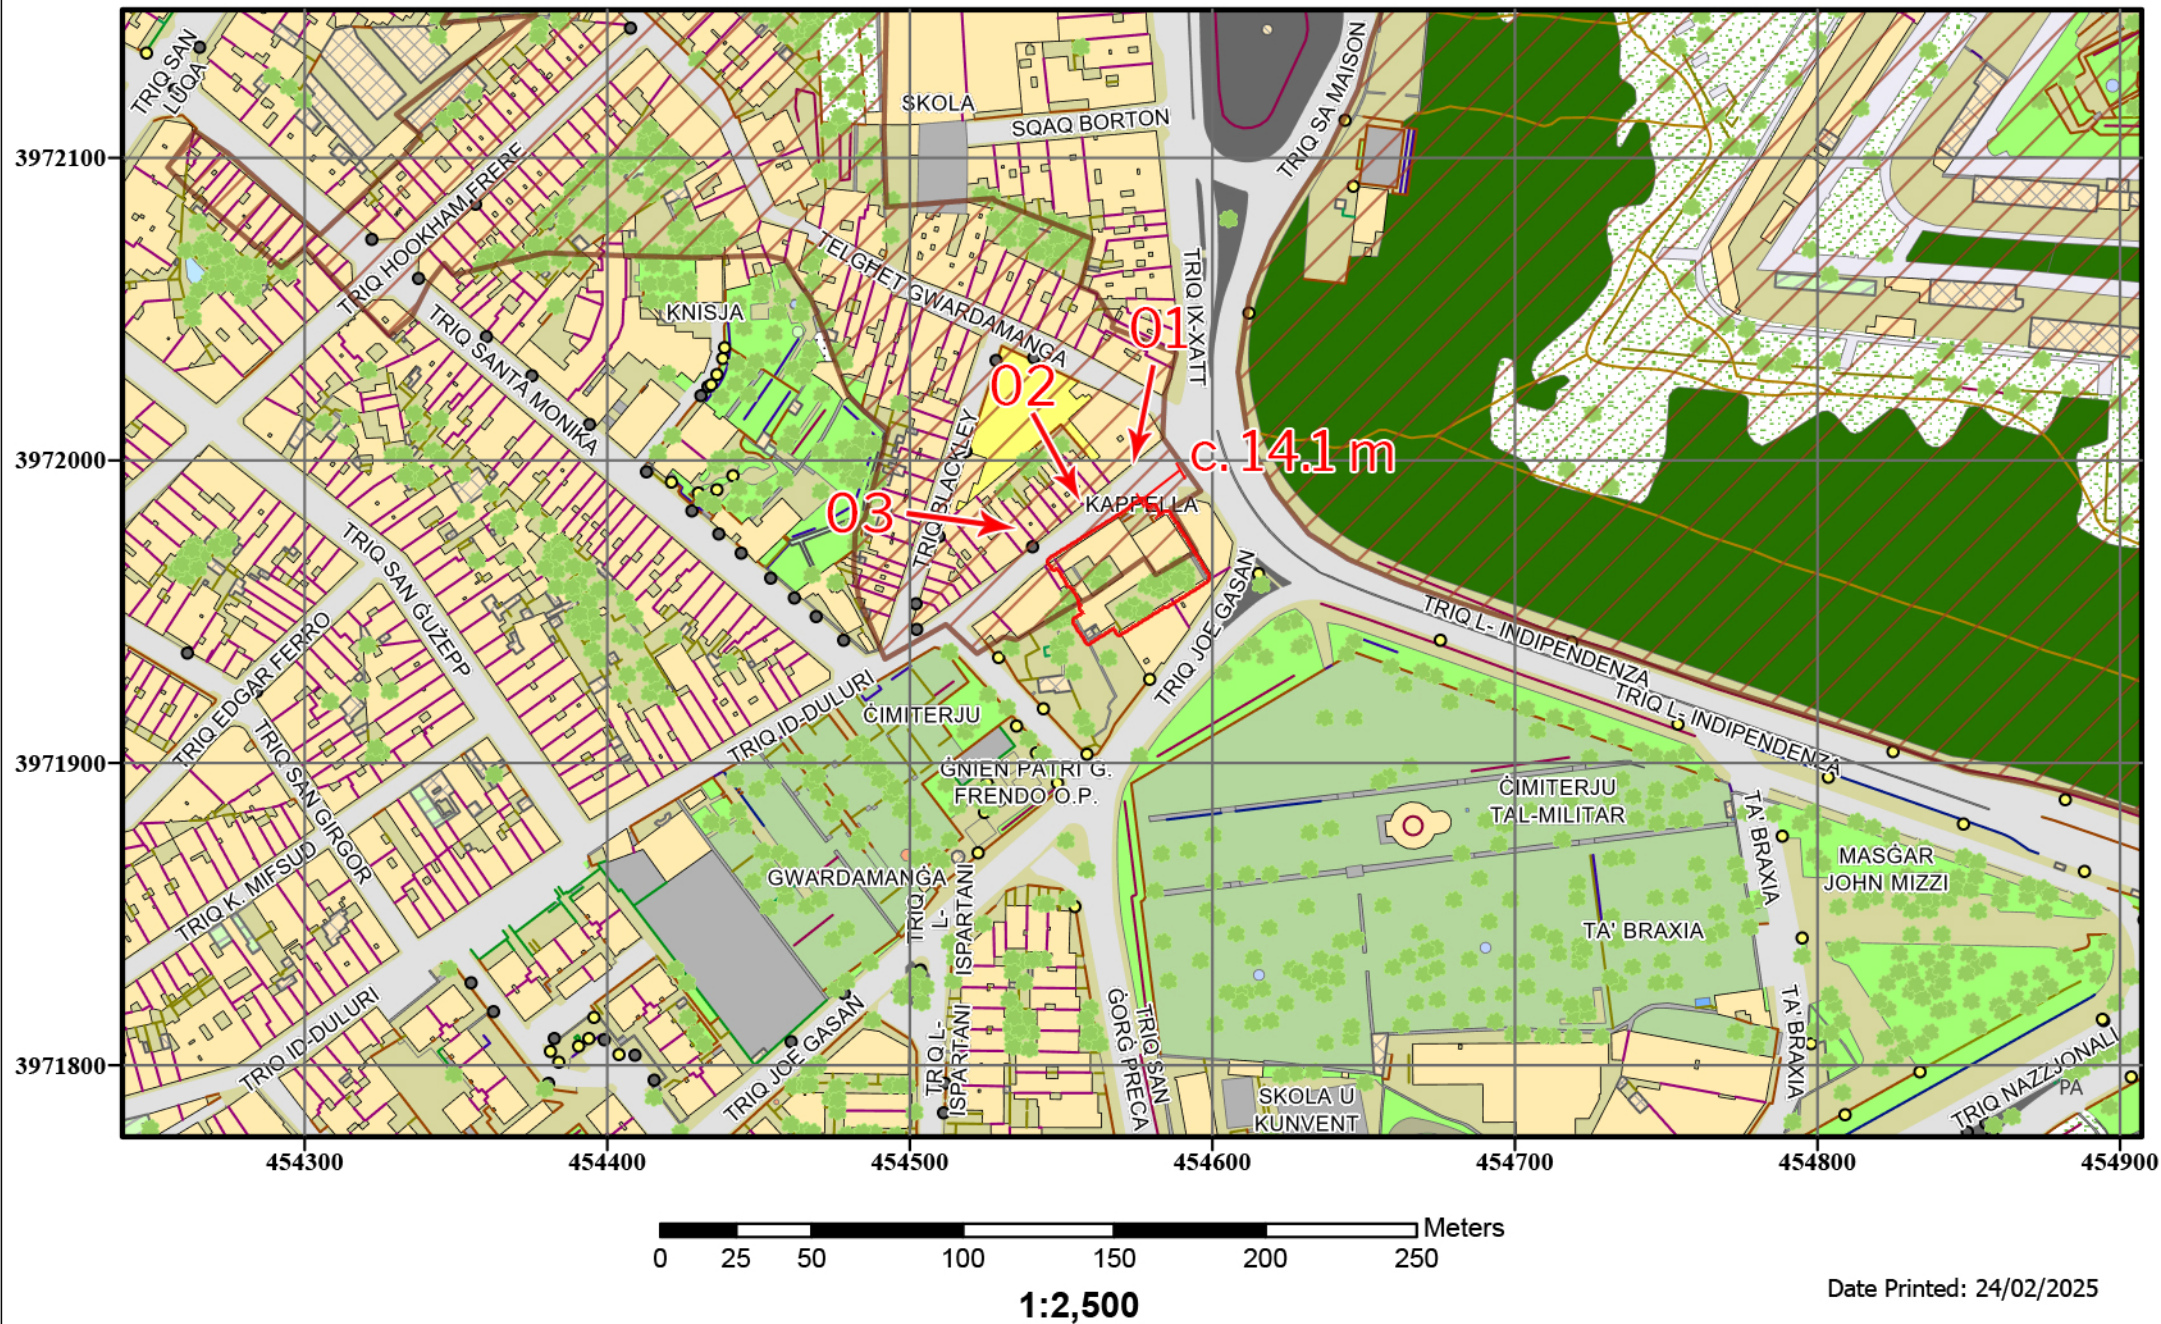 TRIQ SAN
LUQA
SKOLA
SQAQ BORTON
TRIQ SA MAISON
3972100
TRIQ HOOKHAM FRERE
TELGĦET GWARDAMANĠA
TRIQ IX-XATT
KNISJA
01
TRIQ SANTA MONIKA
02
TRIQ BLACKLEY
c. 14.1 m
3972000
KAPPELLA
03
TRIQ SAN ĠUŻEPP
TRIQ JOE GASAN
TRIQ L- INDIPENDENZA
TRIQ L- INDIPENDENZA
TRIQ EDGAR FERRO
TRIQ ID-DULURI
ĊIMITERJU
TRIQ SAN GIRGOR
3971900
ĠNIEN PATRI G.
FRENDO O.P.
ĊIMITERJU
TAL-MILITAR
TA' BRAXIA
MASĠAR
JOHN MIZZI
TRIQ K. MIFSUD
GWARDAMANĠA
TRIQ
L-
ISPARTANI
TA' BRAXIA
TRIQ ID-DULURI
TRIQ JOE GASAN
TRIQ L-
ISPARTANI
TRIQ SAN
ĠORĠ PRECA
TA' BRAXIA
3971800
SKOLA U
KUNVENT
TRIQ NAZZJONALI
PA
454300 454400 454500 454600 454700 454800 454900
Meters
0 25 50 100 150 200 250
1:2,500
Date Printed: 24/02/2025